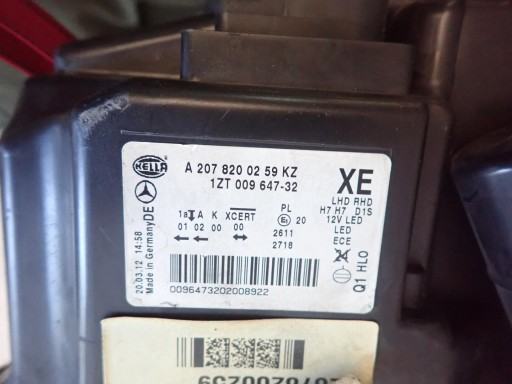 HELLA
A 207 820 02 59 KZ
1ZT 009 647-32
XE
LHD RHD
H7 H7 D1S
12V LED
LED
ECE
Q1 HLO
DE
20.03.12 14:58
Made in Germany
A K XCERT
01 02 00 00
PL
E1 20
2611
2718
0096473202008922